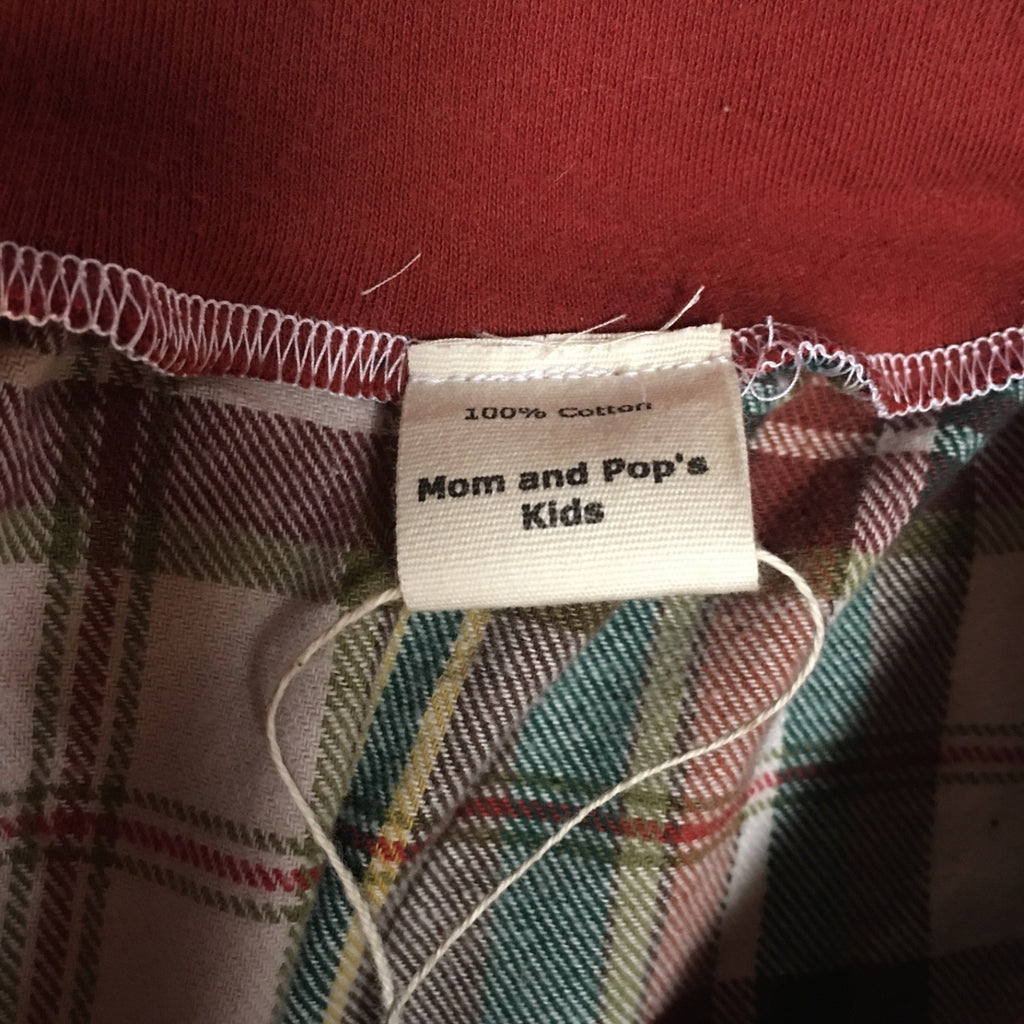 100% Cotton
Mom and Pop's
Kids